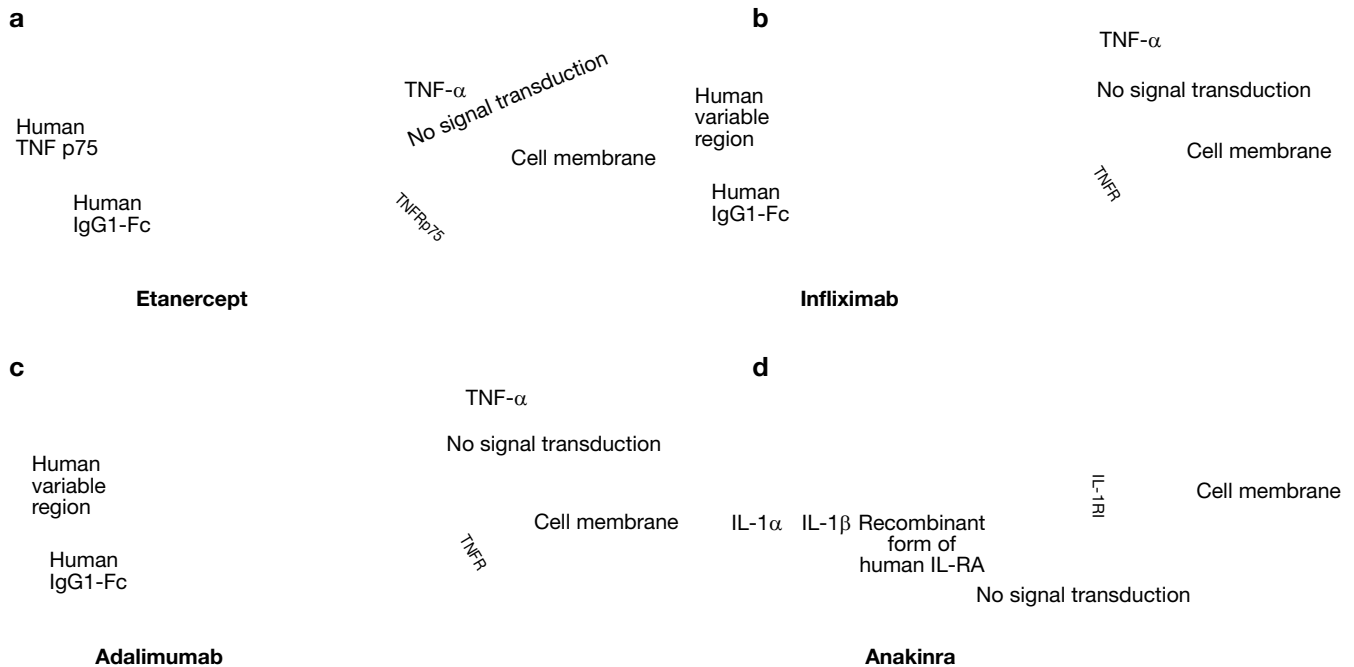 a
TNF-α
No signal transduction
Human
TNF p75
Cell membrane
Human
IgG1-Fc
TNFRp75
Etanercept
b
TNF-α
Human
variable
region
No signal transduction
Cell membrane
TNFR
Human
IgG1-Fc
Infliximab
c
TNF-α
No signal transduction
Human
variable
region
Cell membrane
TNFR
Human
IgG1-Fc
Adalimumab
d
IL-1RI
Cell membrane
IL-1α
IL-1β
Recombinant
form of
human IL-RA
No signal transduction
Anakinra